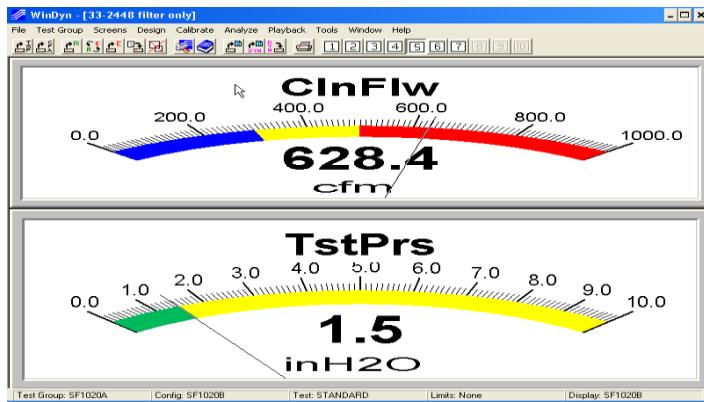 WinDyn - [33-2448 filter only]
File Test Group Screens Design Calibrate Analyze Playback Tools Window Help
1 2 3 4 5 6 7 8 9 10
ClnFlw
0.0 200.0 400.0 600.0 800.0 1000.0
628.4
cfm
TstPrs
0.0 1.0 2.0 3.0 4.0 5.0 6.0 7.0 8.0 9.0 10.0
1.5
inH2O
Test Group: SF1020A Config: SF1020B Test: STANDARD Limits: None Display: SF1020B